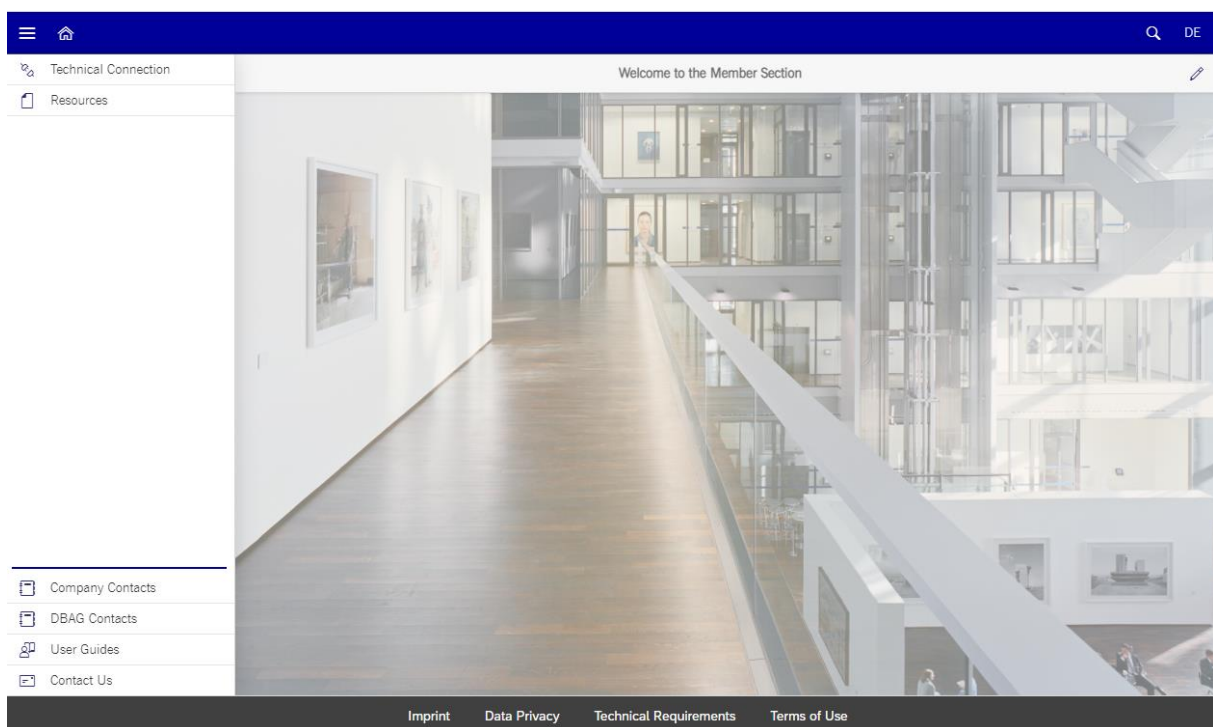 DE
Technical Connection
Welcome to the Member Section
Resources
Company Contacts
DBAG Contacts
User Guides
Contact Us
Imprint Data Privacy Technical Requirements Terms of Use